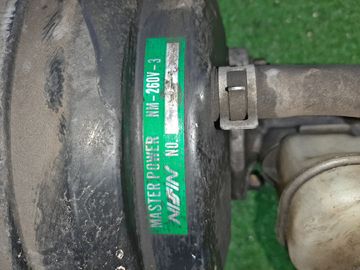 MASTER POWER NM-260V-3
NISSIN NO.